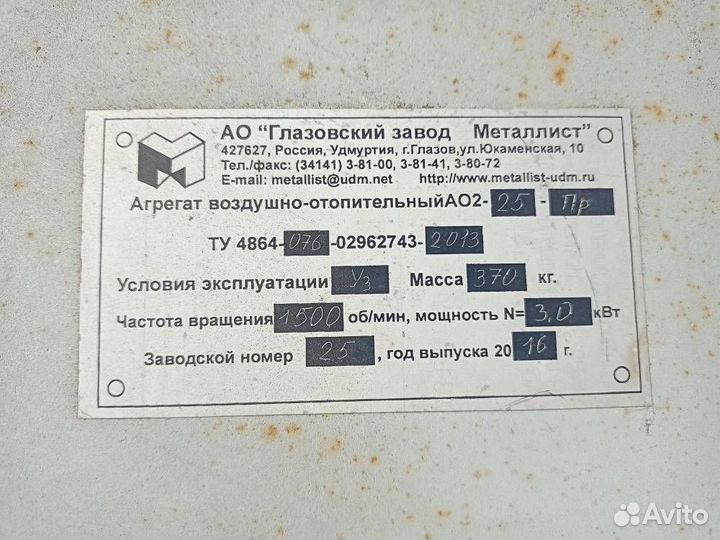 АО "Глазовский завод Металлист"
427627, Россия, Удмуртия, г.Глазов,ул.Юкаменская, 10
Тел./факс: (34141) 3-81-00, 3-81-41, 3-80-72
E-mail: metallist@udm.net http://www.metallist-udm.ru
Агрегат воздушно-отопительныйАО2-25-Пр
ТУ 4864-076-02962743-2013
Условия эксплуатации У3 Масса 370 кг.
Частота вращения 1500 об/мин, мощность N=3,0 кВт
Заводской номер 25, год выпуска 2016 г.
Avito